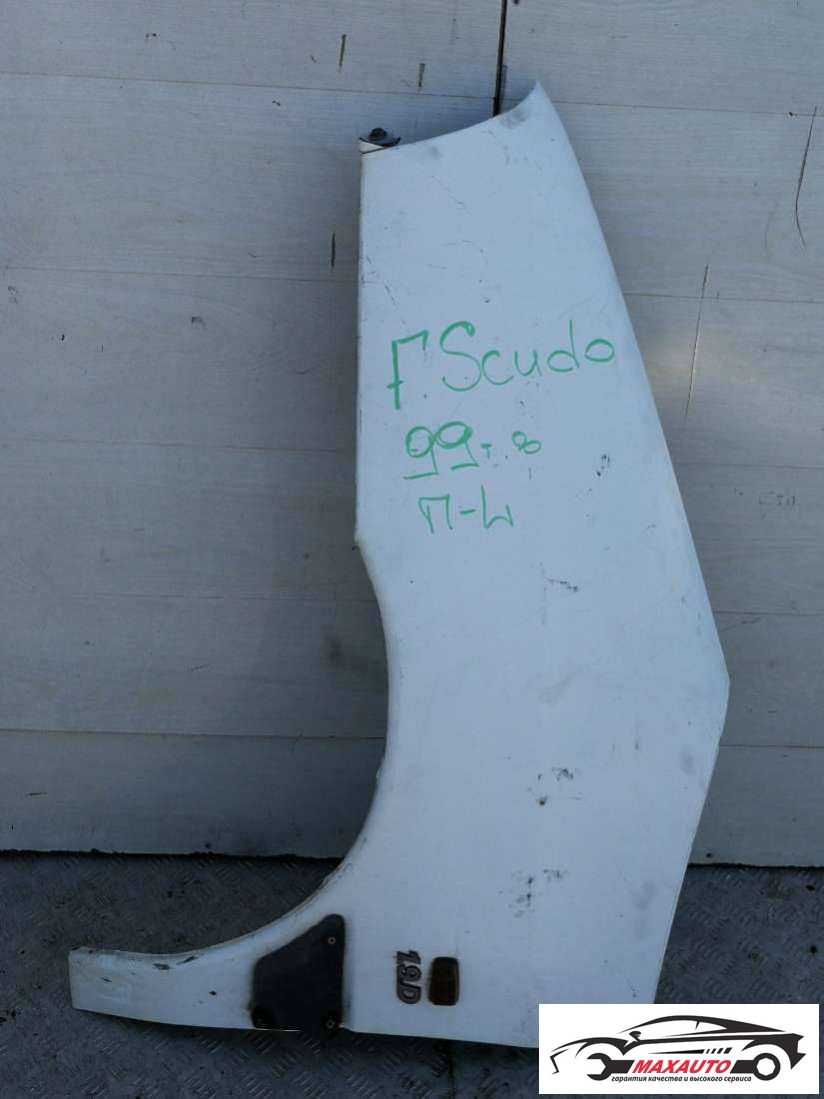 F Scudo
99г.в
П-Ц
1.9D
MAXAUTO
гарантия качества и высокого сервиса